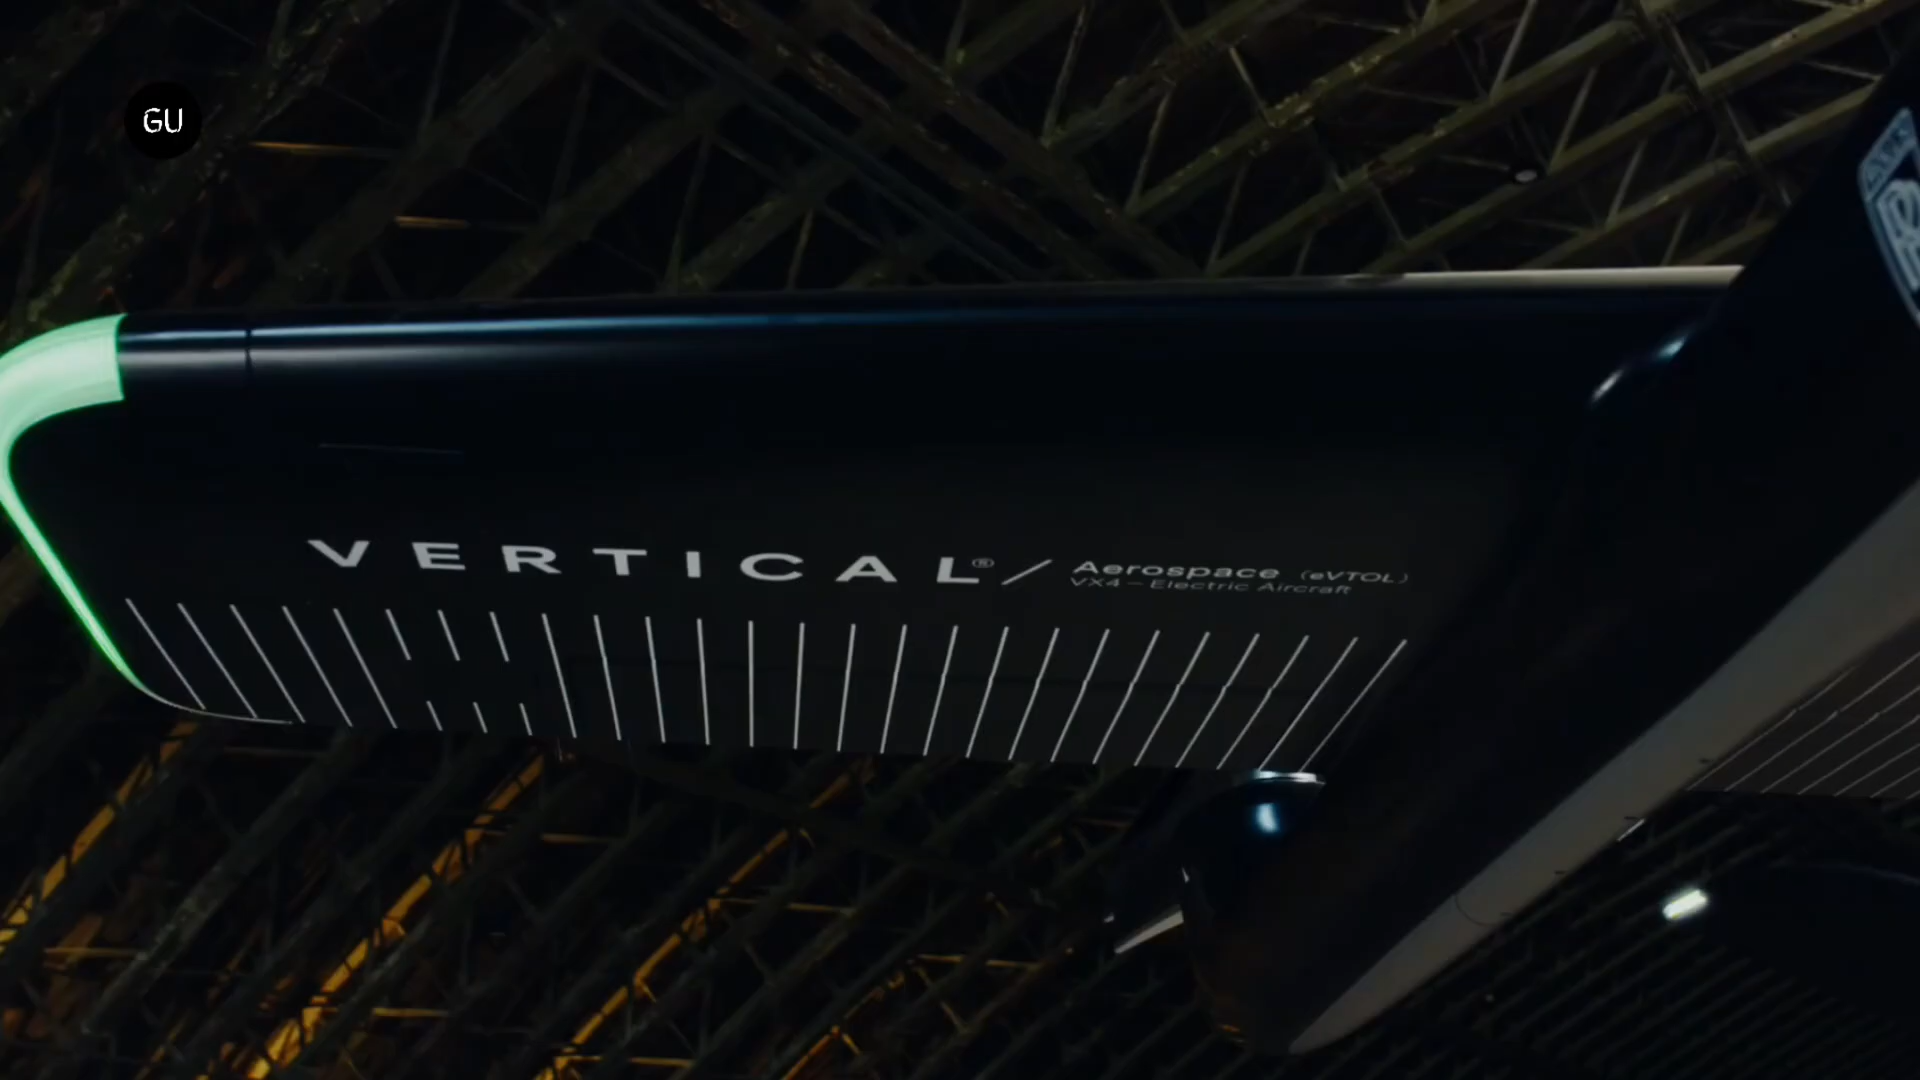 GU
VERTICAL® / Aerospace (eVTOL)
VX4 – Electric Aircraft